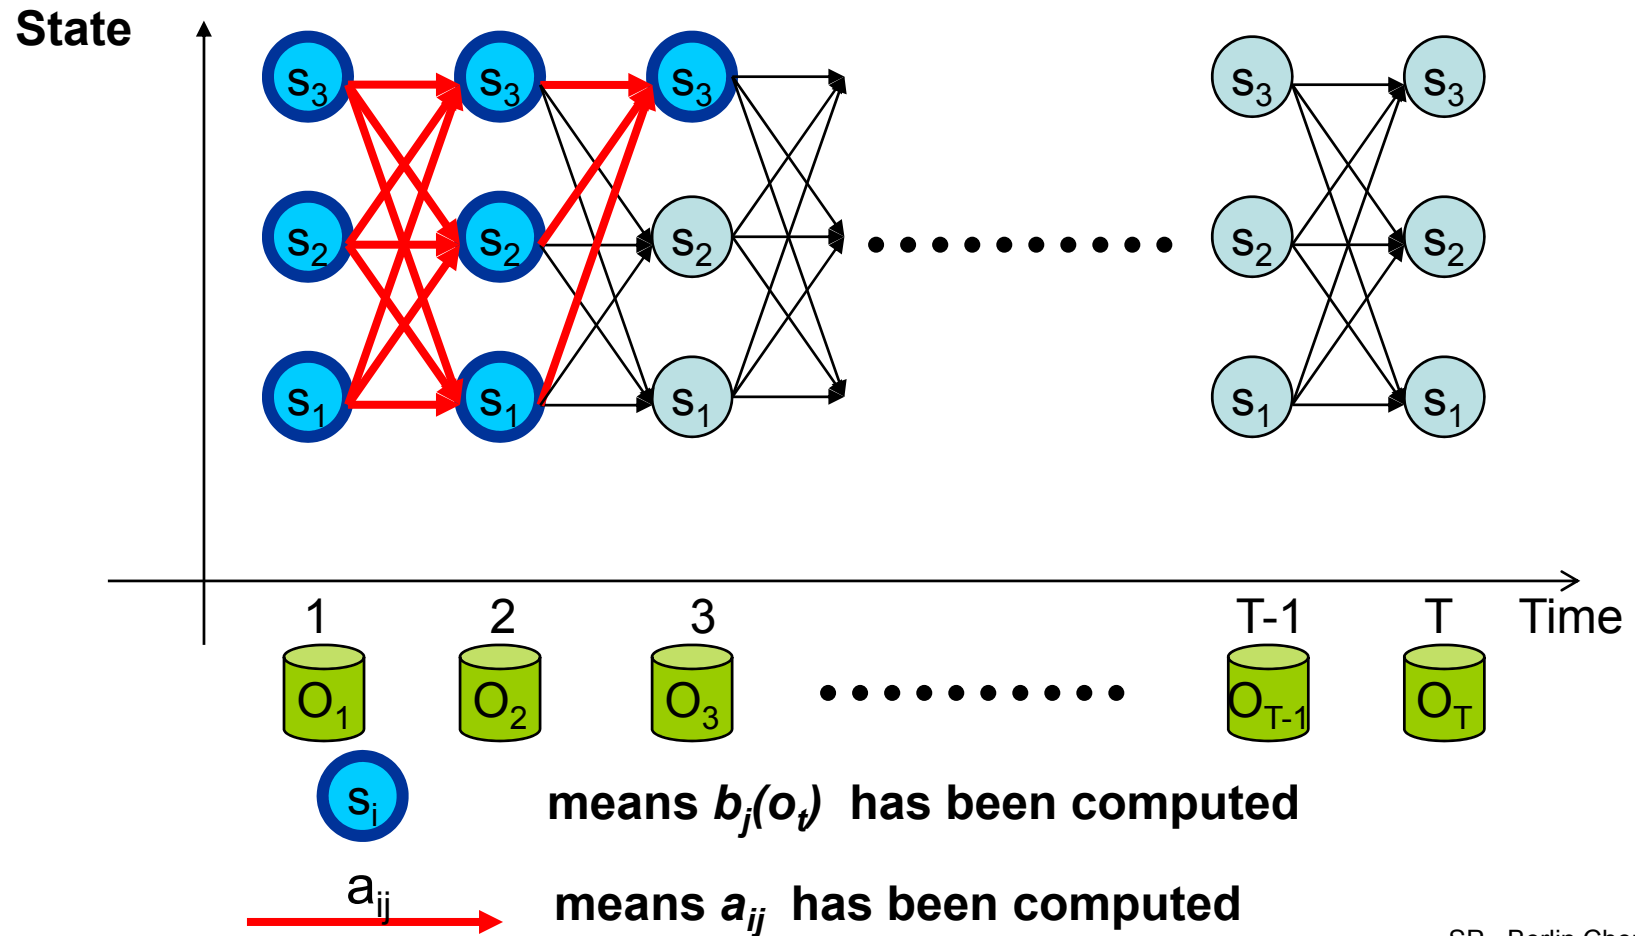 State
s3 s3 s3 s3 s3
s2 s2 s2 s2 s2
s1 s1 s1 s1 s1
1 2 3 T-1 T Time
O1 O2 O3 OT-1 OT
si means bj(ot) has been computed
aij means aij has been computed
SP - Berlin